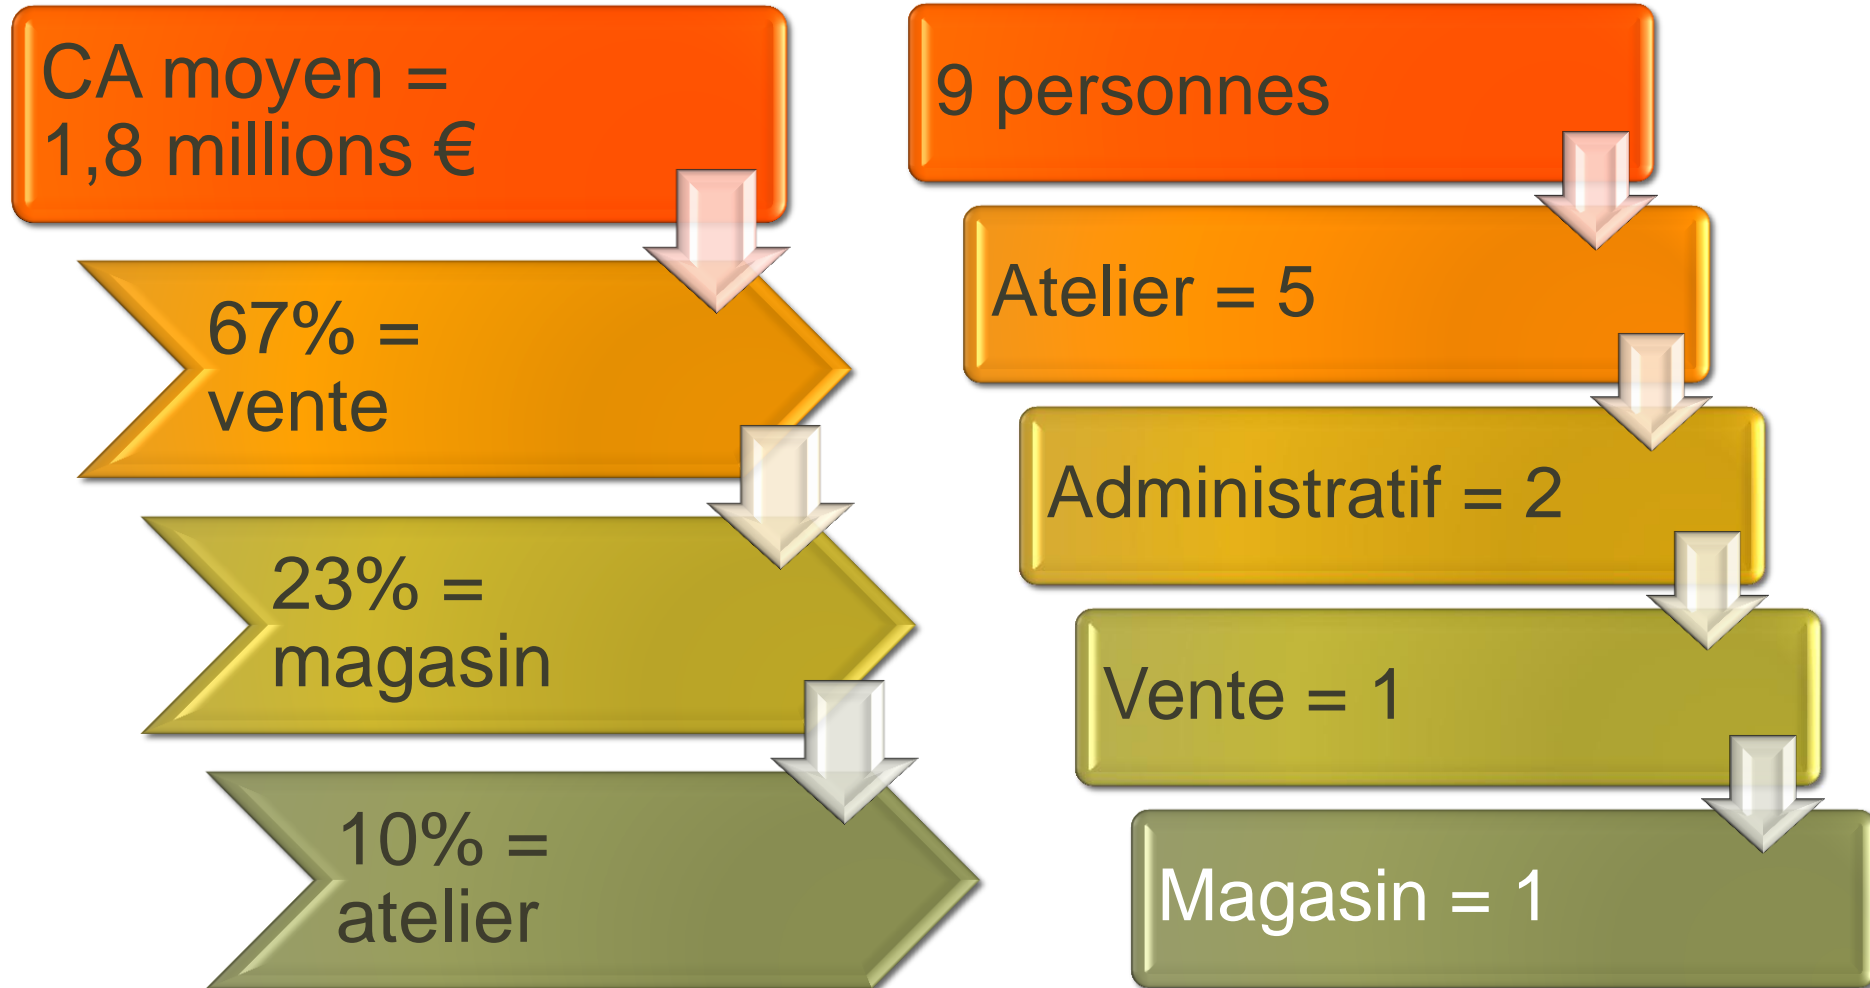 CA moyen =
1,8 millions €
67% =
vente
23% =
magasin
10% =
atelier
9 personnes
Atelier = 5
Administratif = 2
Vente = 1
Magasin = 1